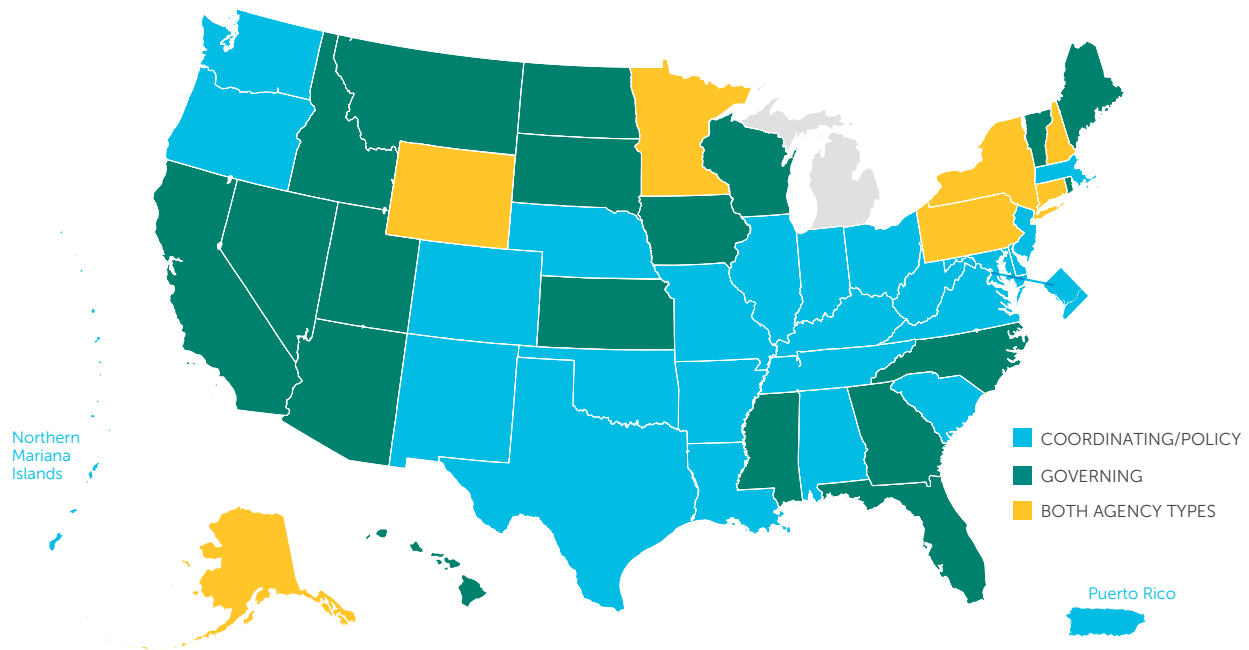 Northern
Mariana
Islands
COORDINATING/POLICY
GOVERNING
BOTH AGENCY TYPES
Puerto Rico